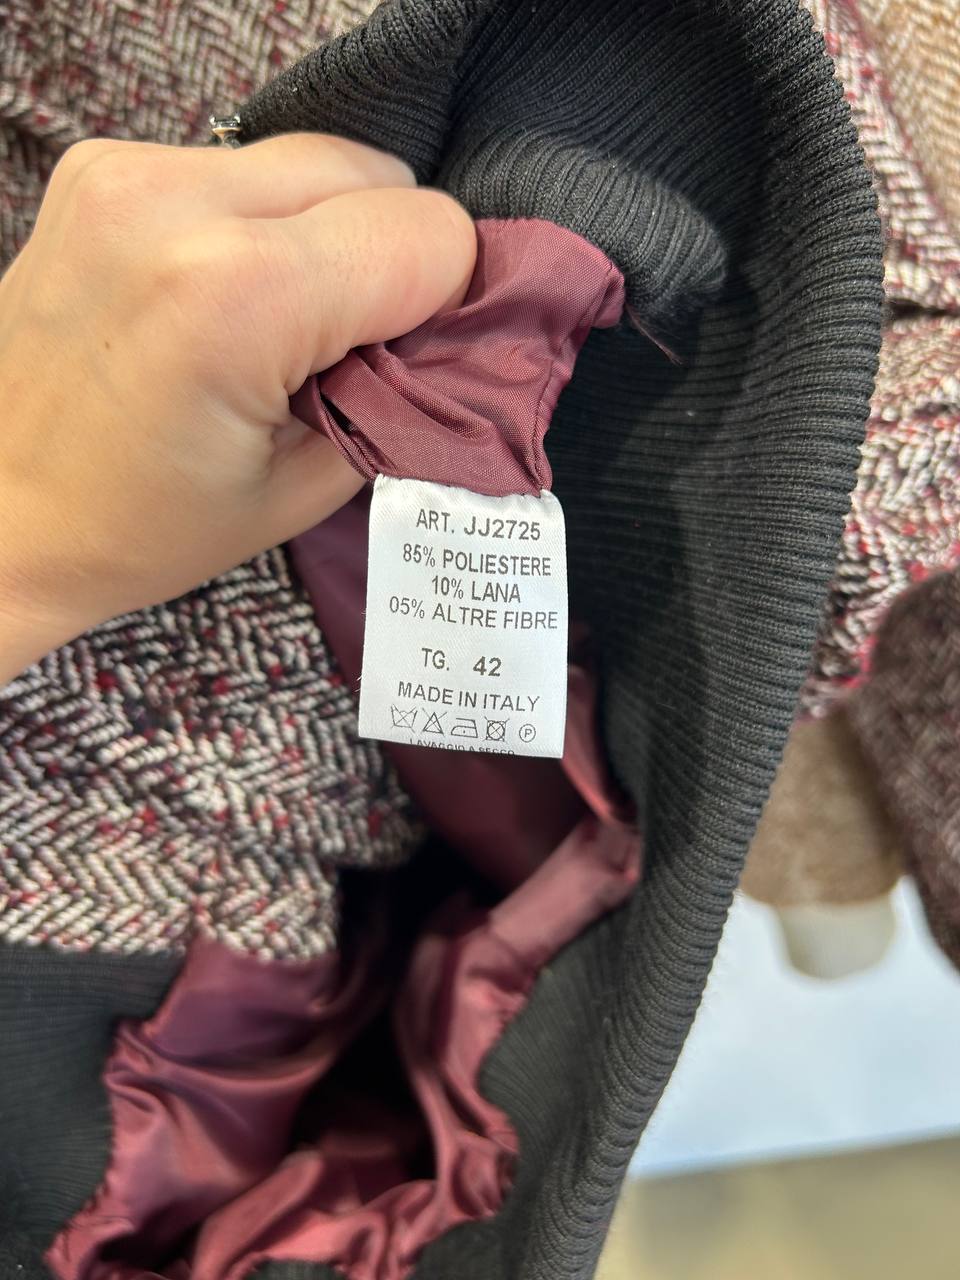 ART. JJ2725
85% POLIESTERE
10% LANA
05% ALTRE FIBRE
TG. 42
MADE IN ITALY
P
LAVAGGIO A SECCO